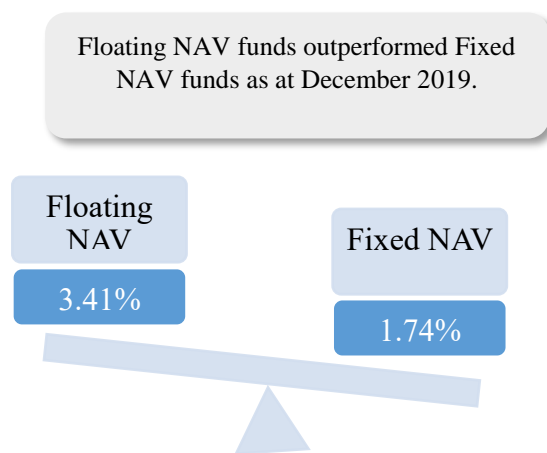 Floating NAV funds outperformed Fixed
NAV funds as at December 2019.
Floating
NAV
3.41%
Fixed NAV
1.74%